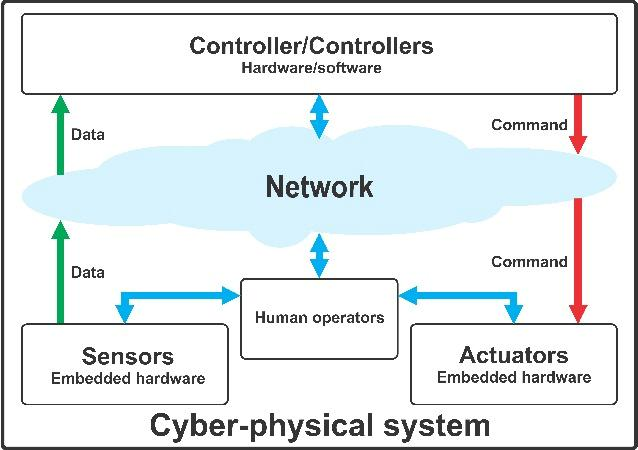 Controller/Controllers
Hardware/software
Data
Command
Network
Data
Command
Human operators
Sensors
Embedded hardware
Actuators
Embedded hardware
Cyber-physical system